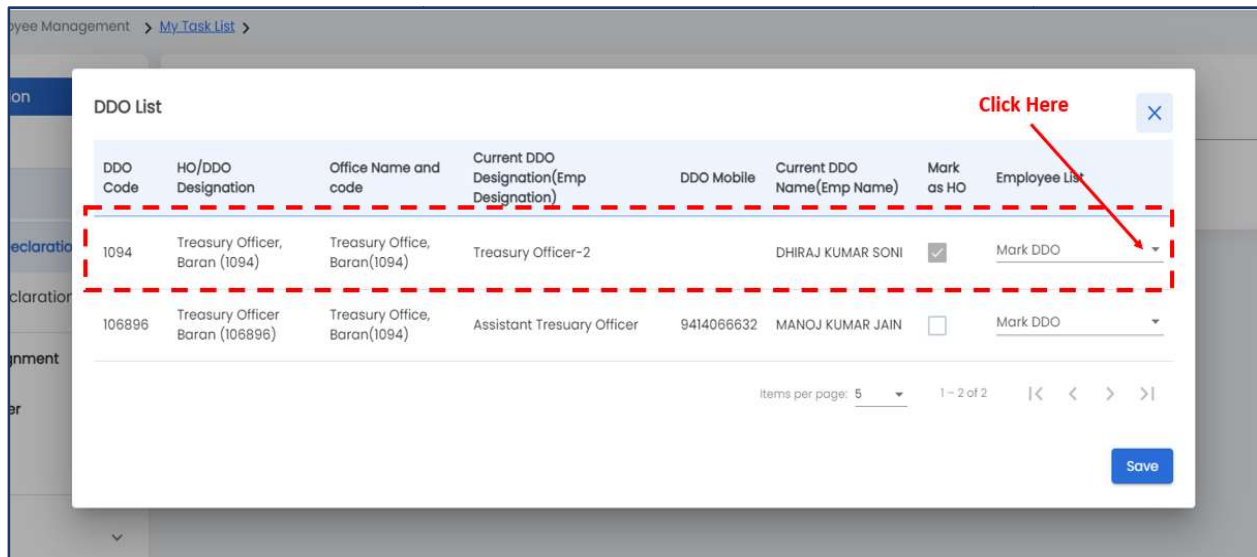 oyee Management > My Task List >
on
DDO List
Click Here
DDO Code
HO/DDO Designation
Office Name and code
Current DDO Designation(Emp Designation)
DDO Mobile
Current DDO Name(Emp Name)
Mark as HO
Employee List
eclaratio
1094
Treasury Officer, Baran (1094)
Treasury Office, Baran(1094)
Treasury Officer-2
DHIRAJ KUMAR SONI
Mark DDO
claration
106896
Treasury Officer Baran (106896)
Treasury Office, Baran(1094)
Assistant Tresuary Officer
9414066632
MANOJ KUMAR JAIN
Mark DDO
gnment
er
Items per page: 5
1 – 2 of 2
Save